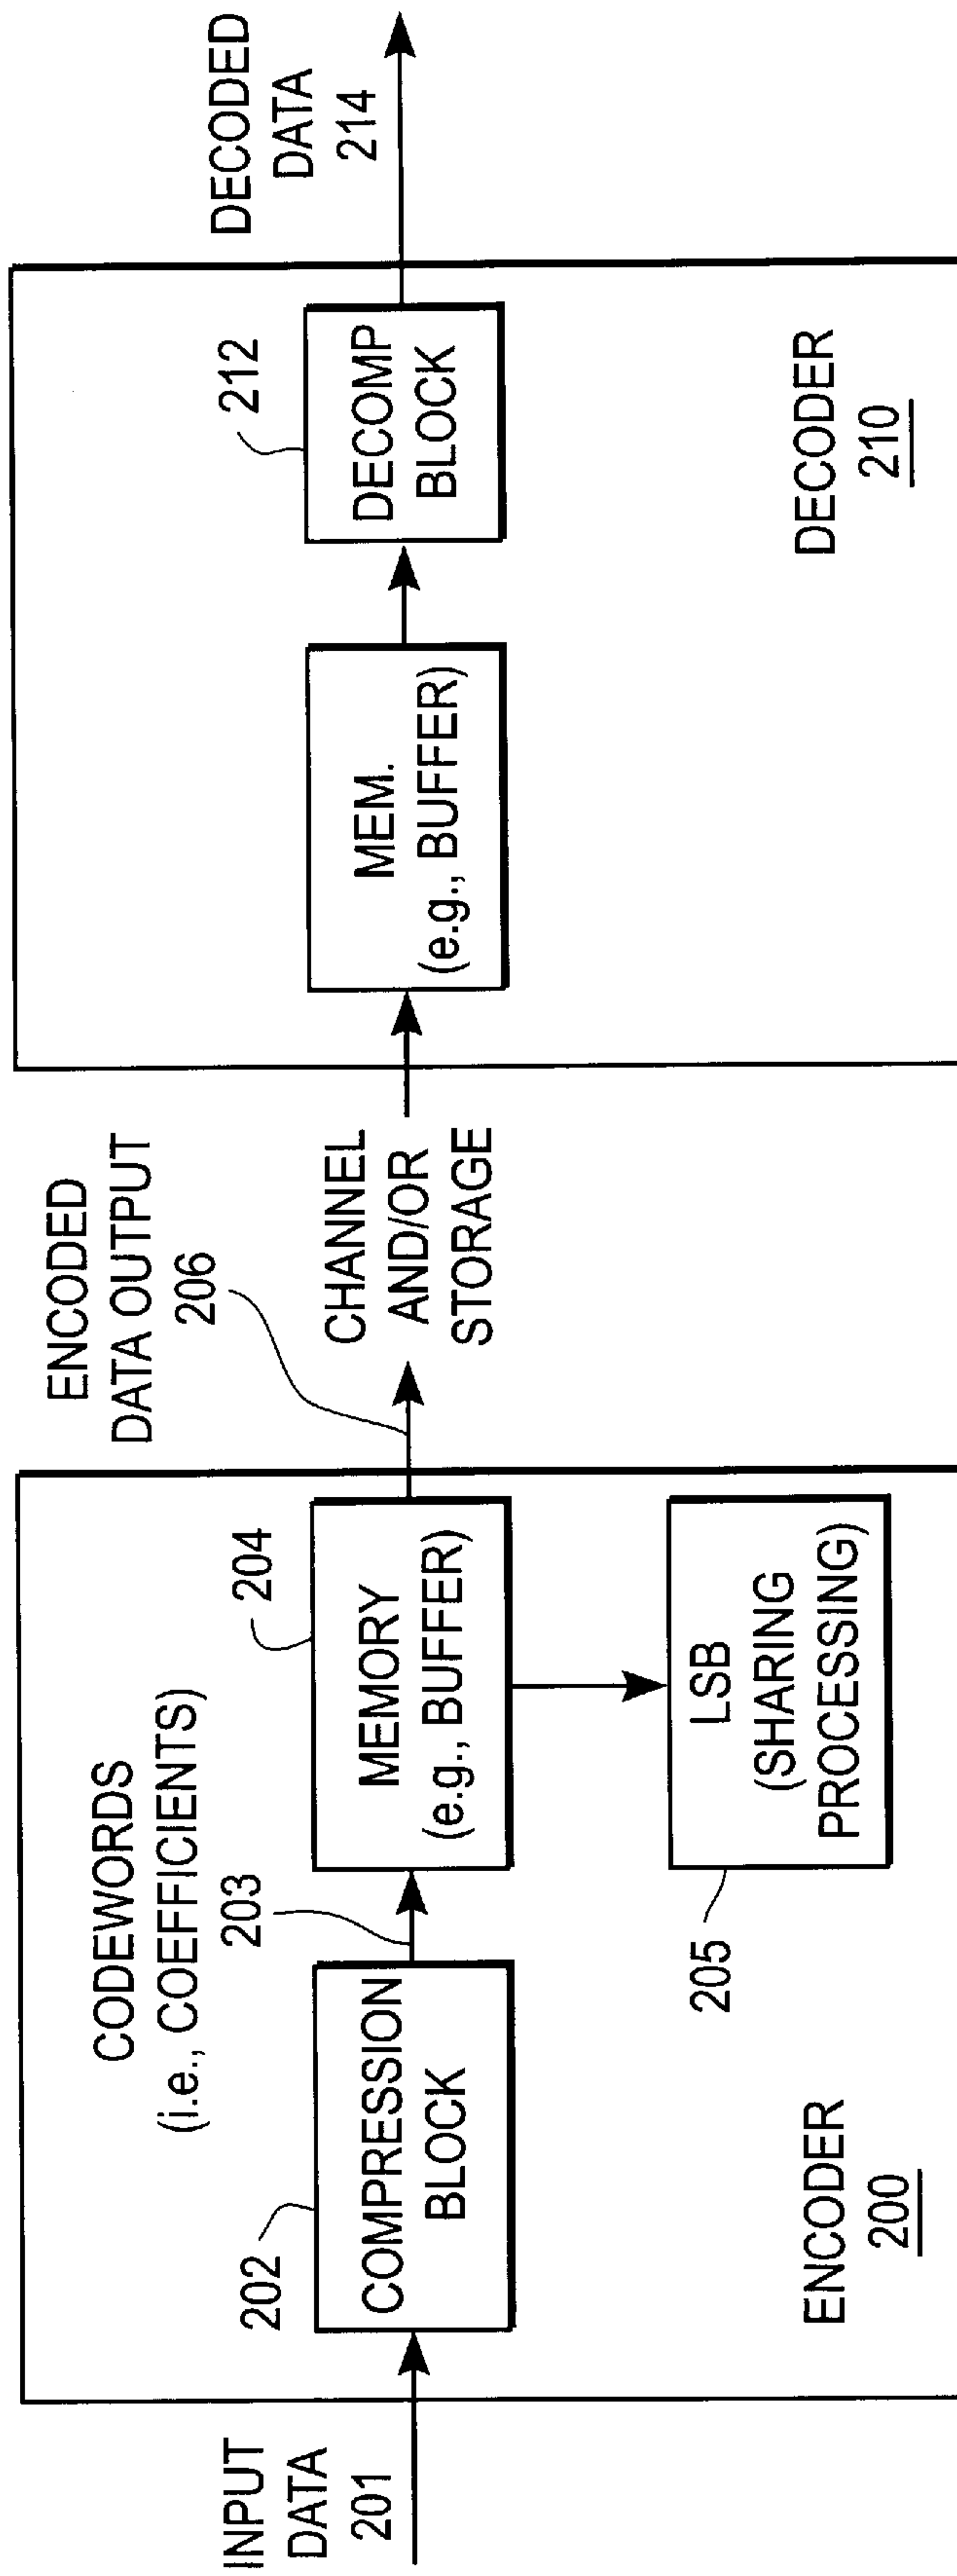 INPUT
DATA
201
CODEWORDS
(i.e., COEFFICIENTS)
203
202
COMPRESSION
BLOCK
204
MEMORY
(e.g., BUFFER)
205
LSB
(SHARING
PROCESSING)
ENCODER
200
ENCODED
DATA OUTPUT
206
CHANNEL
AND/OR
STORAGE
MEM.
(e.g., BUFFER)
212
DECOMP
BLOCK
DECODER
210
DECODED
DATA
214